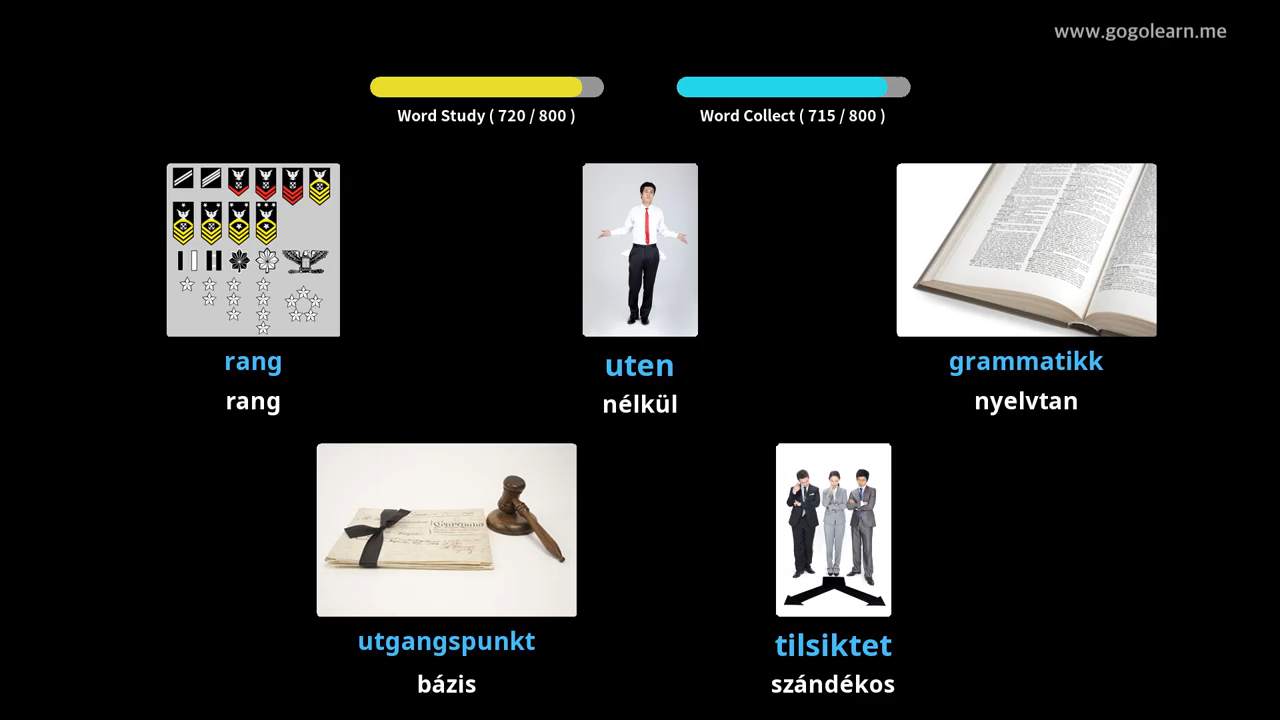 www.gogolearn.me
Word Study ( 720 / 800 )
Word Collect ( 715 / 800 )
rang
rang
uten
nélkül
grammatikk
nyelvtan
utgangspunkt
bázis
tilsiktet
szándékos